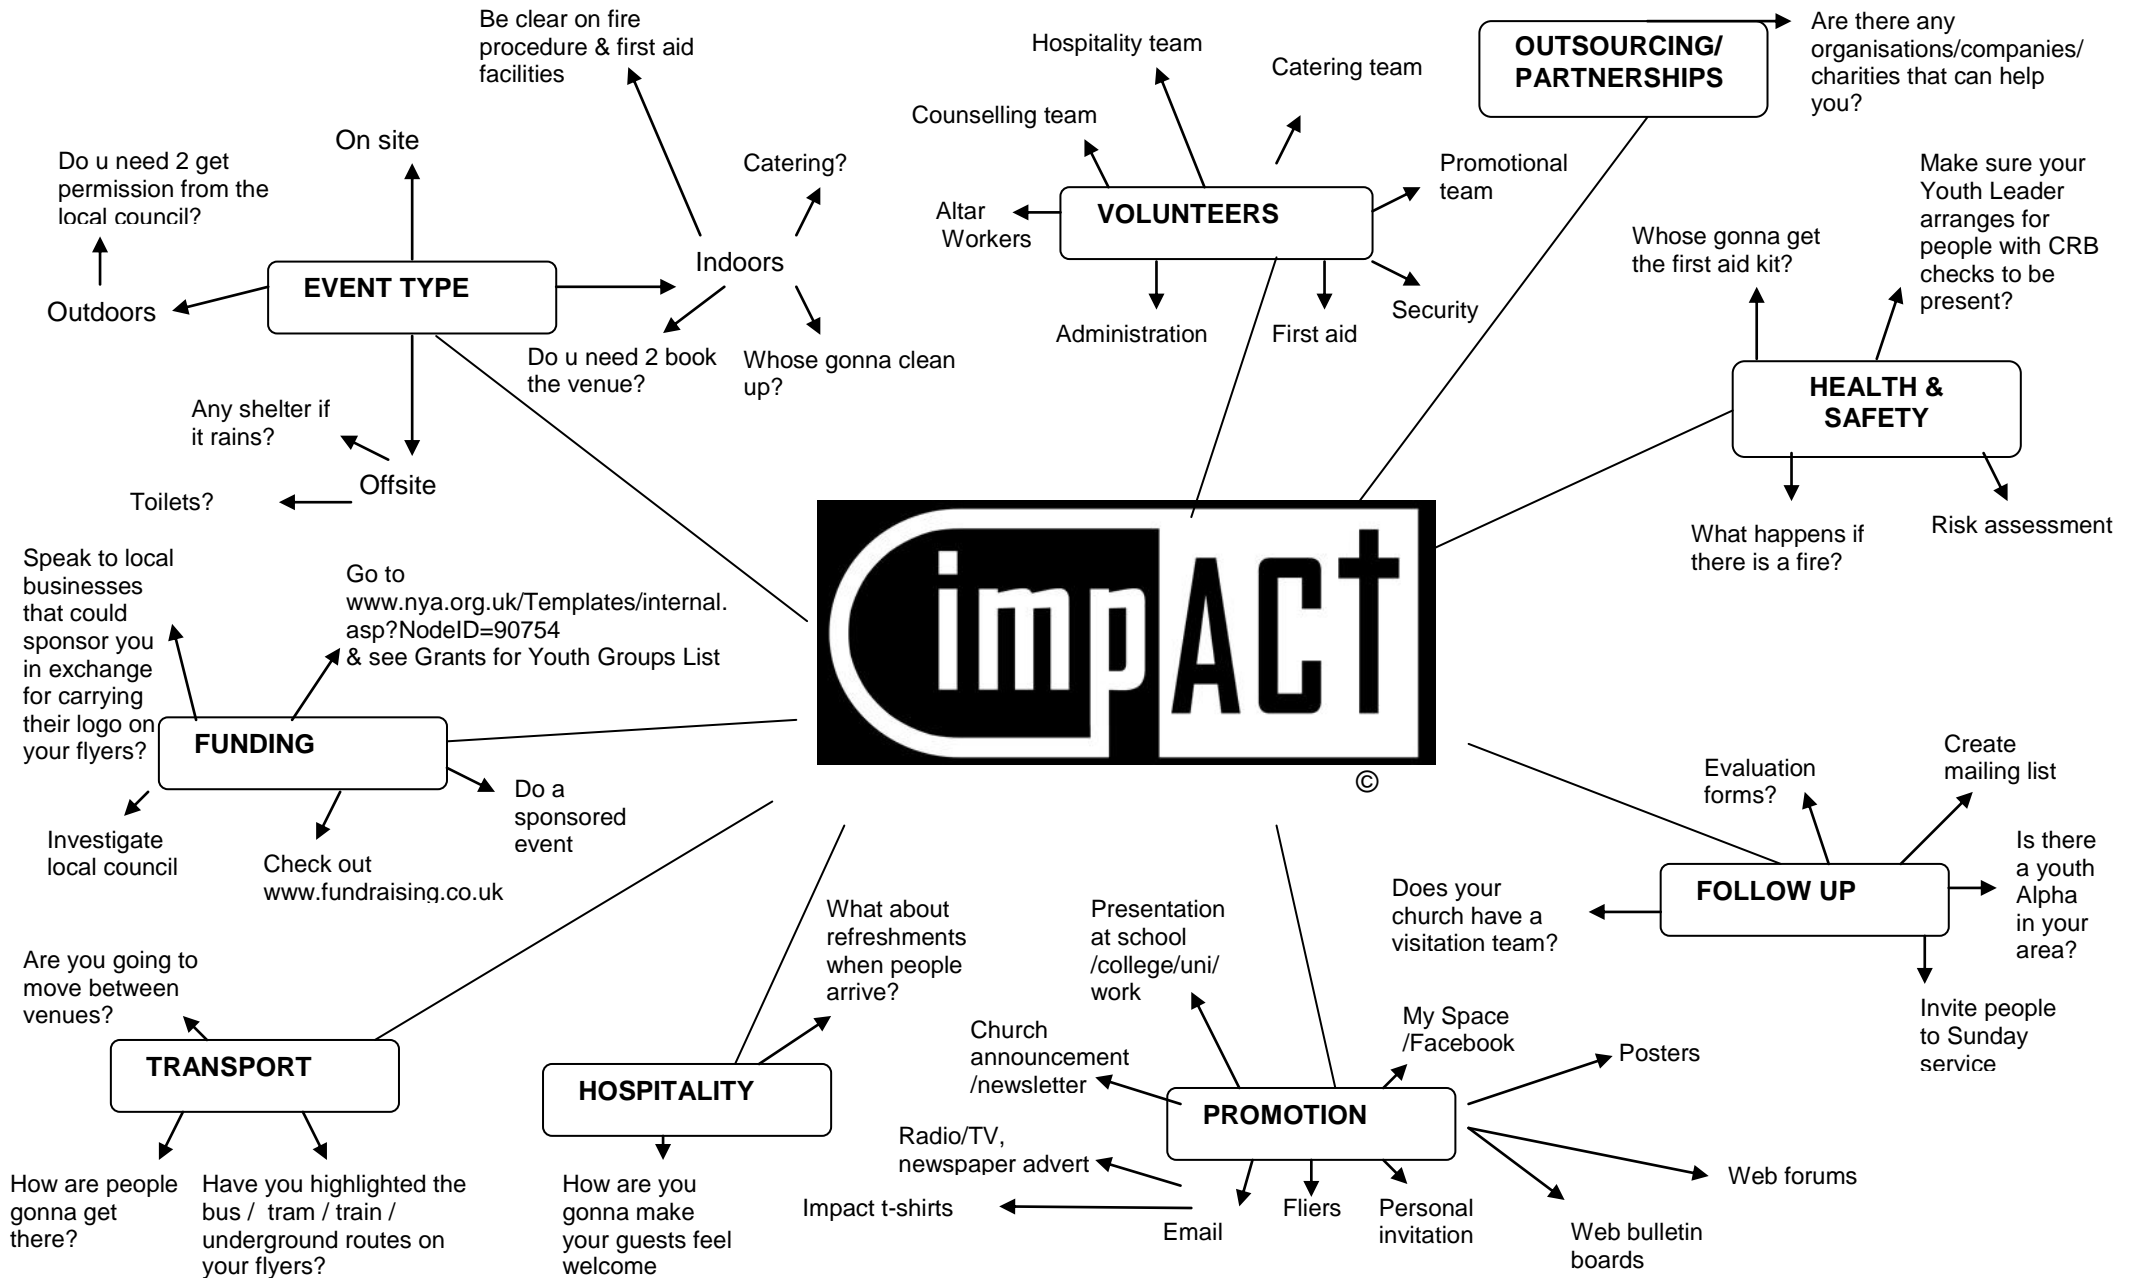 Be clear on fire
procedure & first aid
facilities
On site
Do u need 2 get
permission from the
local council?
Catering?
Indoors
EVENT TYPE
Outdoors
Do u need 2 book
the venue?
Whose gonna clean
up?
Any shelter if
it rains?
Offsite
Toilets?
Hospitality team
Catering team
Counselling team
Promotional
team
Altar
Workers
VOLUNTEERS
Security
Administration
First aid
OUTSOURCING/
PARTNERSHIPS
Are there any
organisations/companies/
charities that can help
you?
Make sure your
Youth Leader
arranges for
people with CRB
checks to be
present?
Whose gonna get
the first aid kit?
HEALTH &
SAFETY
What happens if
there is a fire?
Risk assessment
impACt
©
Speak to local
businesses
that could
sponsor you
in exchange
for carrying
their logo on
your flyers?
Go to
www.nya.org.uk/Templates/internal.
asp?NodeID=90754
& see Grants for Youth Groups List
FUNDING
Do a
sponsored
event
Investigate
local council
Check out
www.fundraising.co.uk
Create
mailing list
Evaluation
forms?
Is there
a youth
Alpha
in your
area?
Does your
church have a
visitation team?
FOLLOW UP
Invite people
to Sunday
service
Are you going to
move between
venues?
TRANSPORT
How are people
gonna get
there?
Have you highlighted the
bus / tram / train /
underground routes on
your flyers?
What about
refreshments
when people
arrive?
HOSPITALITY
How are you
gonna make
your guests feel
welcome
Presentation
at school
/college/uni/
work
Church
announcement
/newsletter
My Space
/Facebook
Posters
PROMOTION
Radio/TV,
newspaper advert
Web forums
Impact t-shirts
Email
Fliers
Personal
invitation
Web bulletin
boards